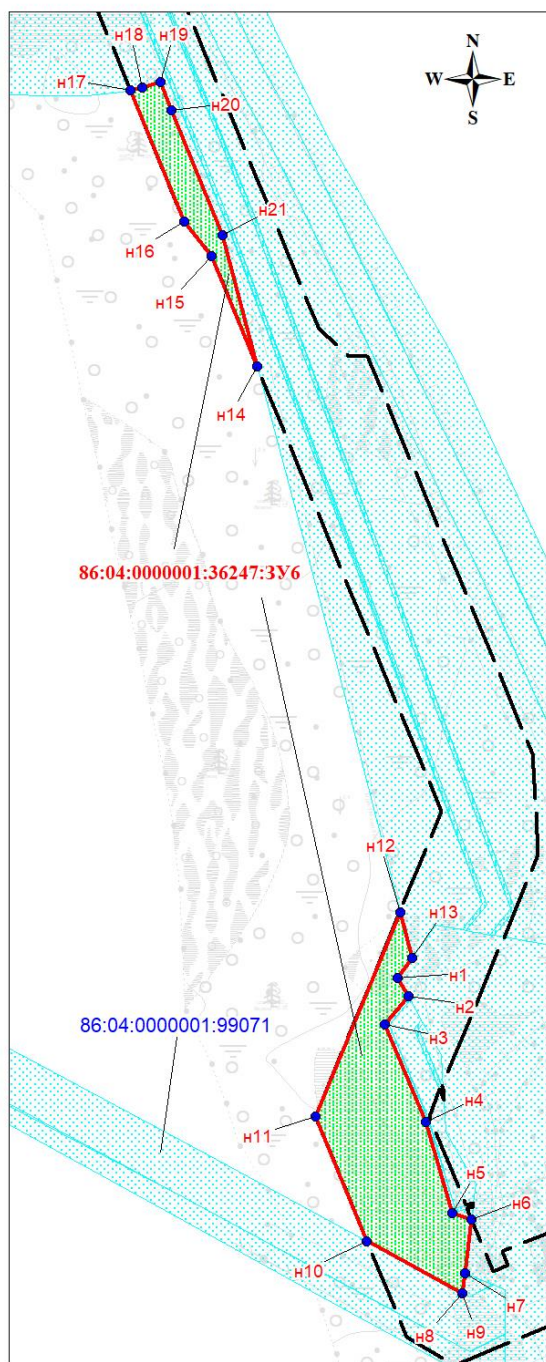 н18
н19
N
н17
W
E
н20
S
н21
н16
н15
н14
86:04:0000001:36247:ЗУ6
н12
н13
н1
н2
86:04:0000001:99071
н3
н4
н11
н5
н6
н10
н7
н8
н9